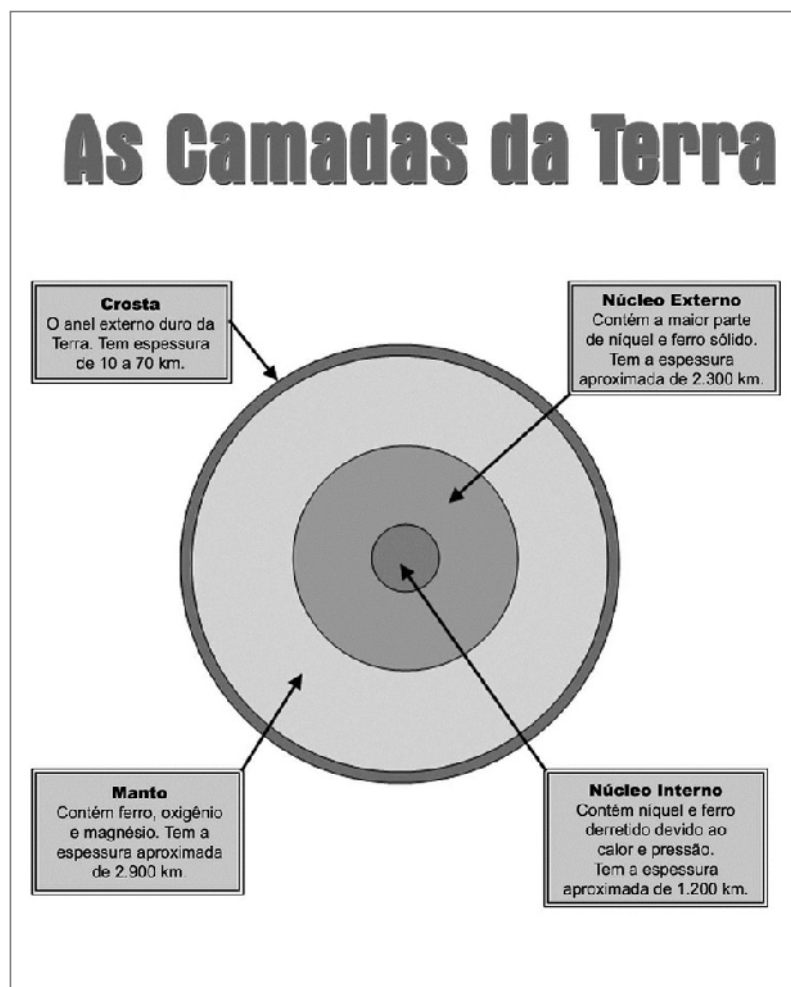 As Camadas da Terra
Crosta
O anel externo duro da
Terra. Tem espessura
de 10 a 70 km.
Núcleo Externo
Contém a maior parte
de níquel e ferro sólido.
Tem a espessura
aproximada de 2.300 km.
Manto
Contém ferro, oxigênio
e magnésio. Tem a
espessura aproximada
de 2.900 km.
Núcleo Interno
Contém níquel e ferro
derretido devido ao
calor e pressão.
Tem a espessura
aproximada de 1.200 km.